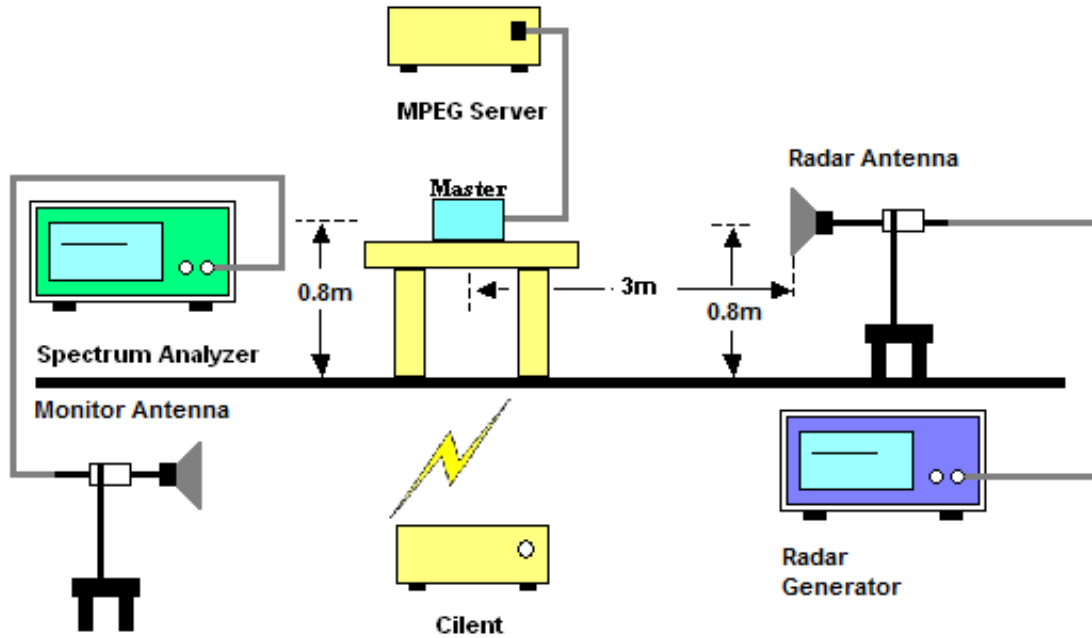 MPEG Server
Radar Antenna
Master
0.8m
3m
0.8m
Spectrum Analyzer
Monitor Antenna
Radar
Generator
Cilent